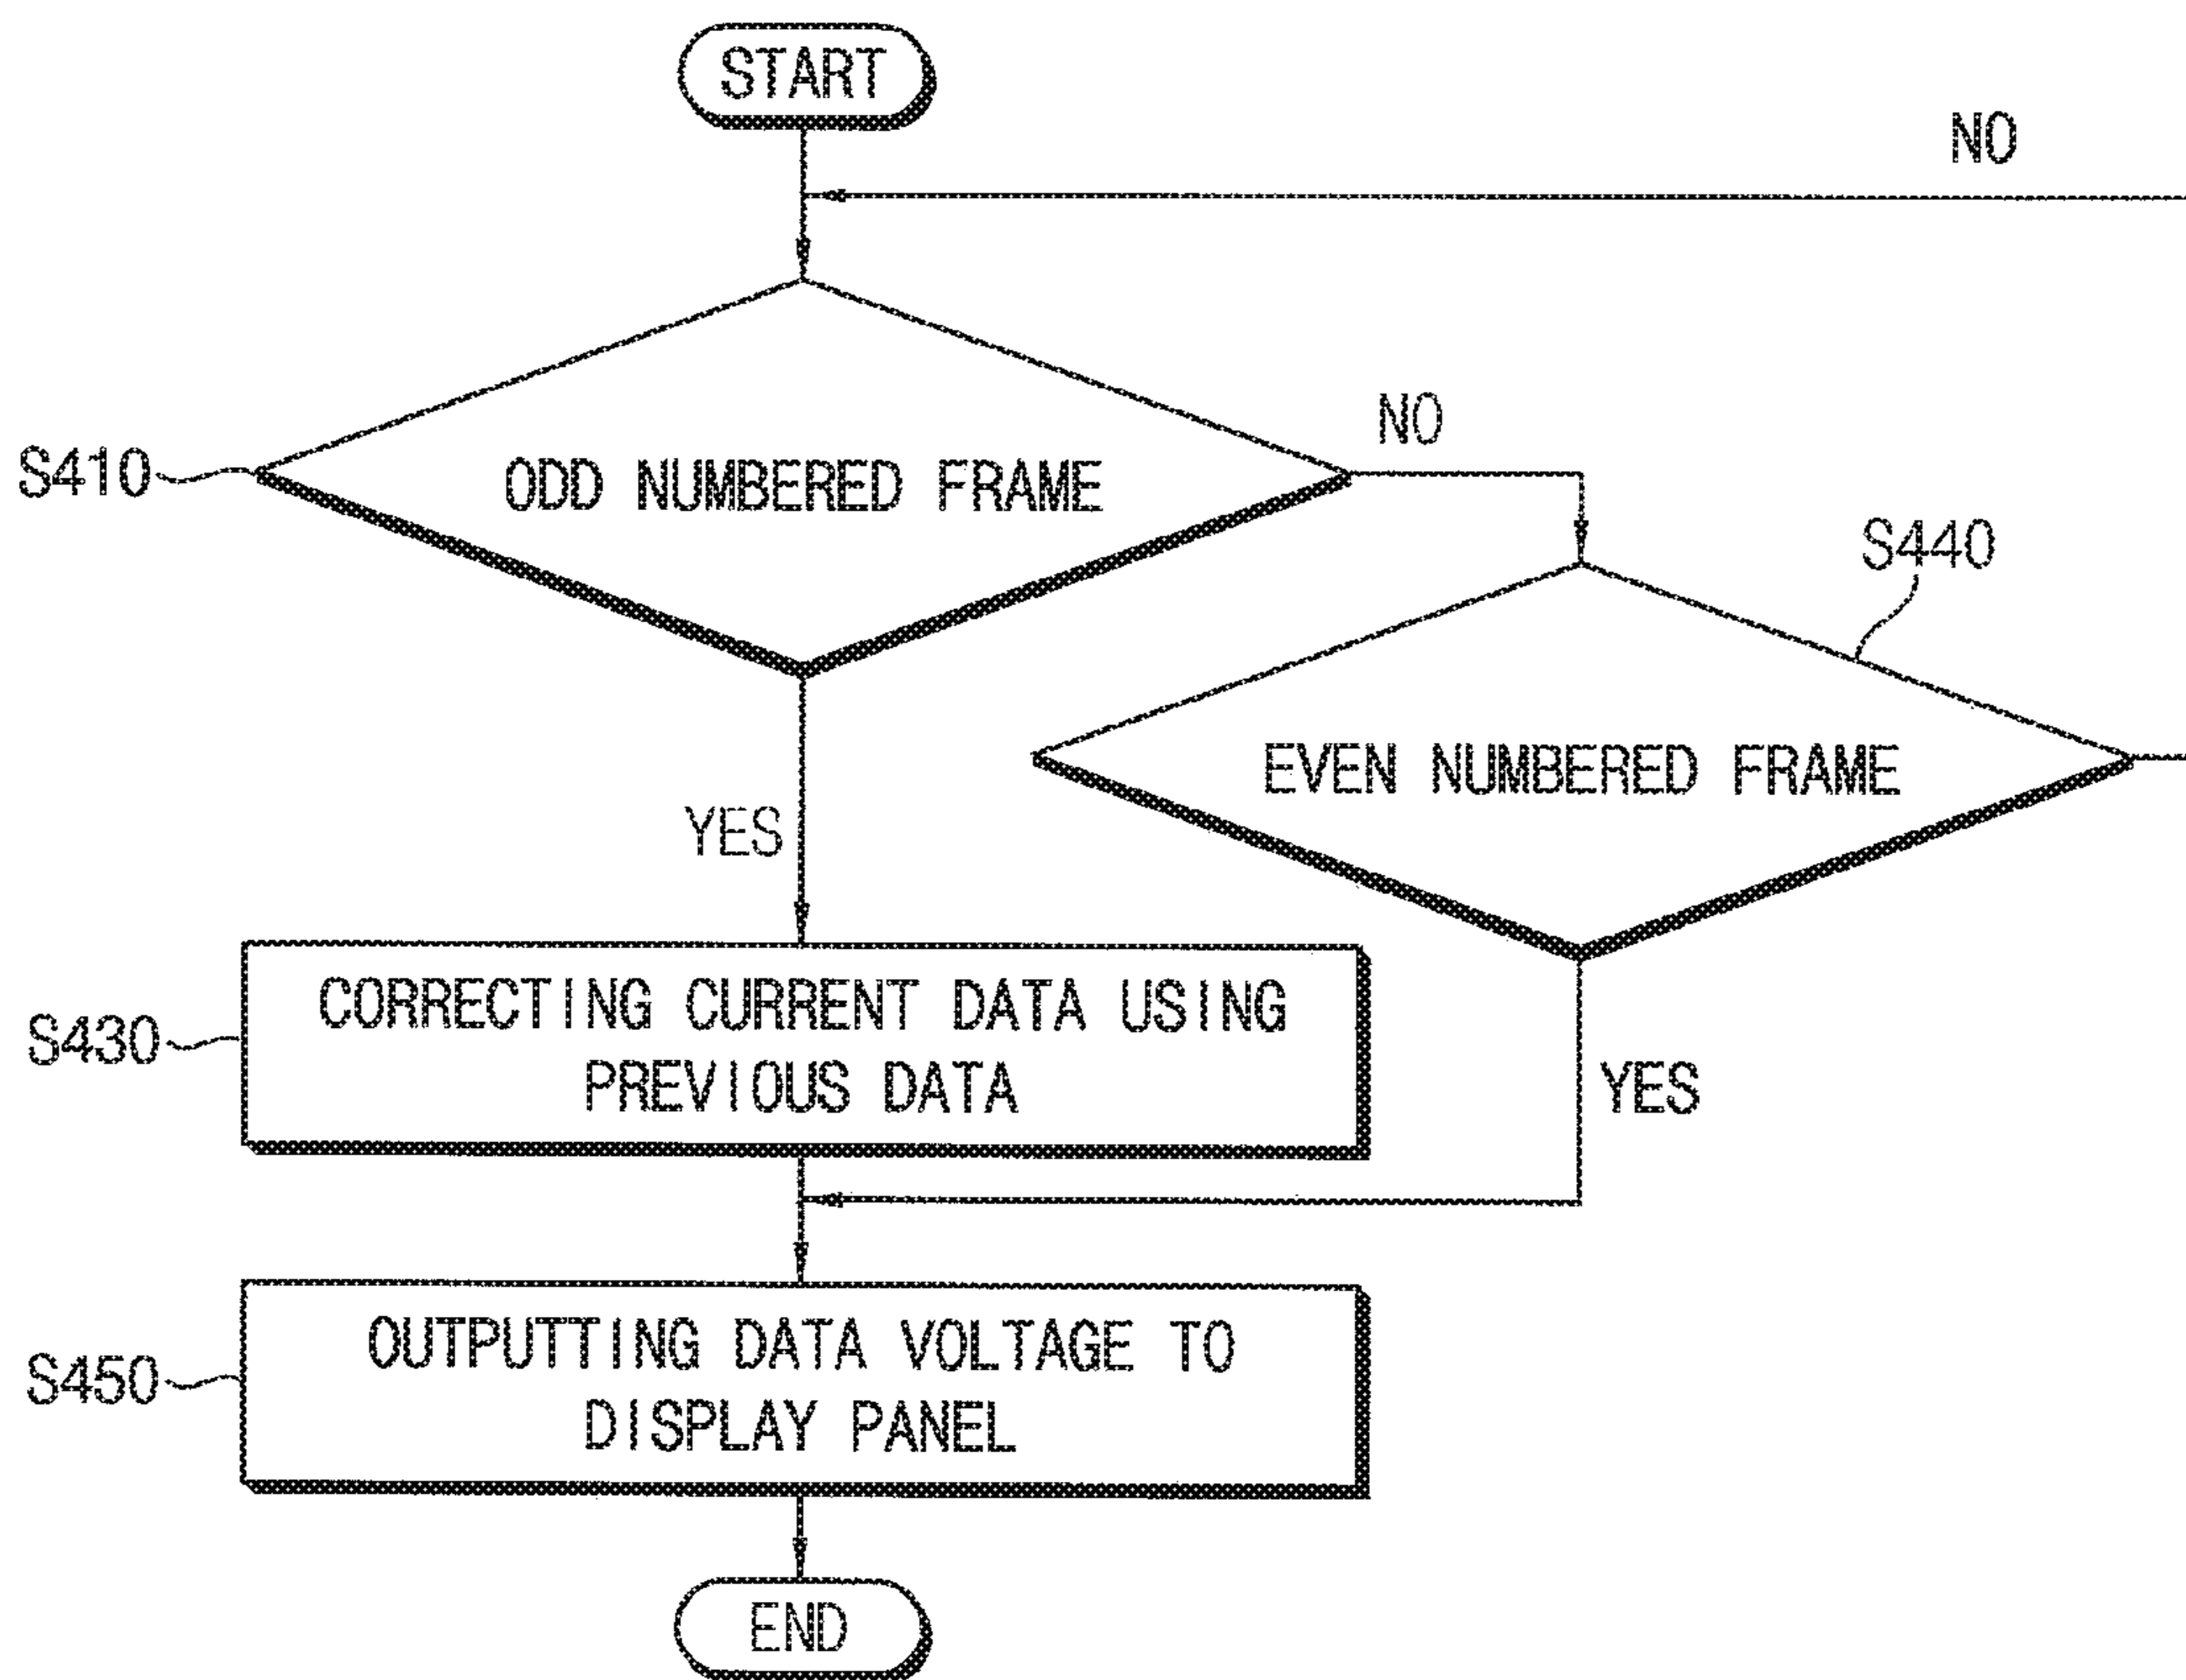 START
NO
S410
ODD NUMBERED FRAME
NO
S440
EVEN NUMBERED FRAME
YES
S430
CORRECTING CURRENT DATA USING
PREVIOUS DATA
YES
S450
OUTPUTTING DATA VOLTAGE TO
DISPLAY PANEL
END